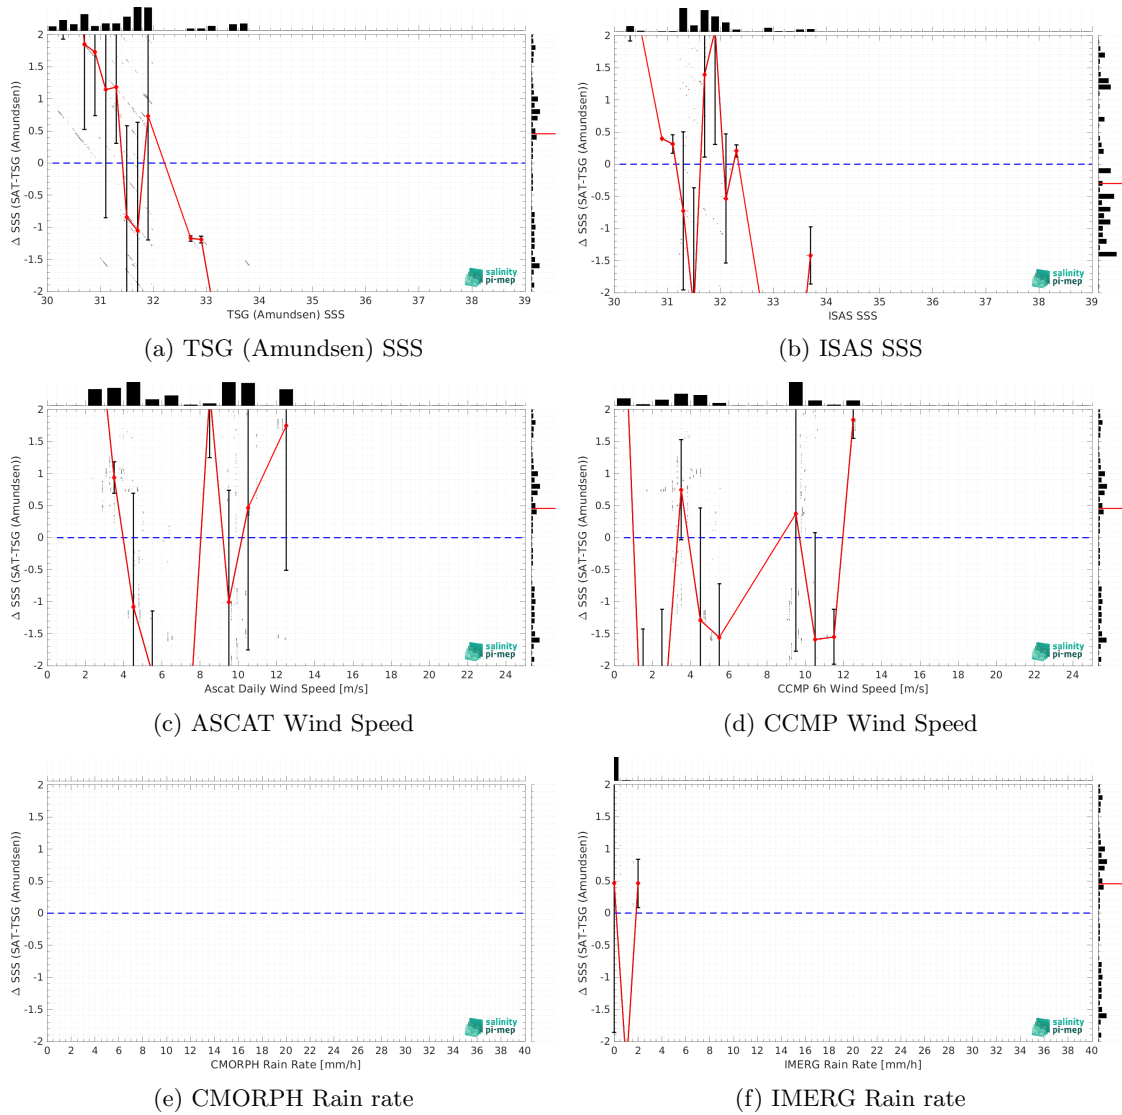 2
1.5
1
0.5
0
-0.5
-1
-1.5
-2
Δ SSS (SAT-TSG (Amundsen))
30 31 32 33 34 35 36 37 38 39
TSG (Amundsen) SSS
salinity
pi-mep
(a) TSG (Amundsen) SSS
2
1.5
1
0.5
0
-0.5
-1
-1.5
-2
Δ SSS (SAT-TSG (Amundsen))
30 31 32 33 34 35 36 37 38 39
ISAS SSS
salinity
pi-mep
(b) ISAS SSS
2
1.5
1
0.5
0
-0.5
-1
-1.5
-2
Δ SSS (SAT-TSG (Amundsen))
0 2 4 6 8 10 12 14 16 18 20 22 24
Ascat Daily Wind Speed [m/s]
salinity
pi-mep
(c) ASCAT Wind Speed
2
1.5
1
0.5
0
-0.5
-1
-1.5
-2
Δ SSS (SAT-TSG (Amundsen))
0 2 4 6 8 10 12 14 16 18 20 22 24
CCMP 6h Wind Speed [m/s]
salinity
pi-mep
(d) CCMP Wind Speed
2
1.5
1
0.5
0
-0.5
-1
-1.5
-2
Δ SSS (SAT-TSG (Amundsen))
0 2 4 6 8 10 12 14 16 18 20 22 24 26 28 30 32 34 36 38 40
CMORPH Rain Rate [mm/h]
salinity
pi-mep
(e) CMORPH Rain rate
2
1.5
1
0.5
0
-0.5
-1
-1.5
-2
Δ SSS (SAT-TSG (Amundsen))
0 2 4 6 8 10 12 14 16 18 20 22 24 26 28 30 32 34 36 38 40
IMERG Rain Rate [mm/h]
salinity
pi-mep
(f) IMERG Rain rate